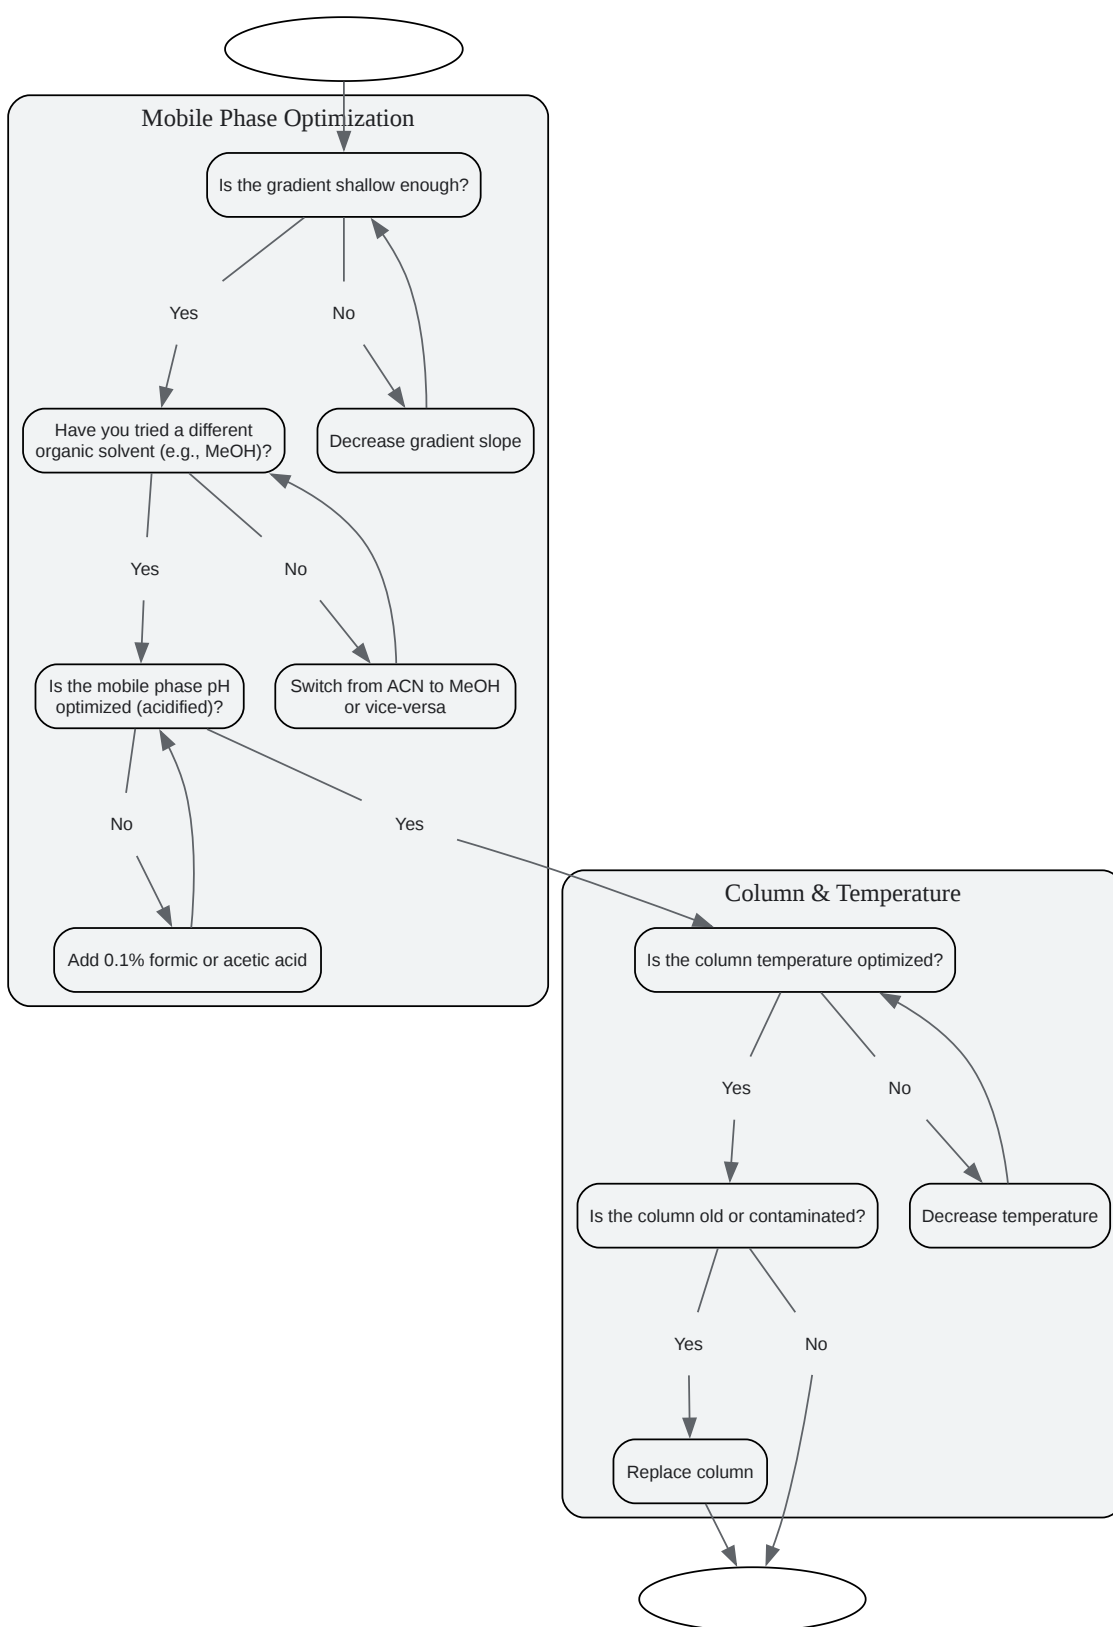 Mobile Phase Optimization
Is the gradient shallow enough?
Yes
No
Have you tried a different
organic solvent (e.g., MeOH)?
Decrease gradient slope
Yes
No
Is the mobile phase pH
optimized (acidified)?
Switch from ACN to MeOH
or vice-versa
No
Yes
Add 0.1% formic or acetic acid
Column & Temperature
Is the column temperature optimized?
Yes
No
Is the column old or contaminated?
Decrease temperature
Yes
No
Replace column